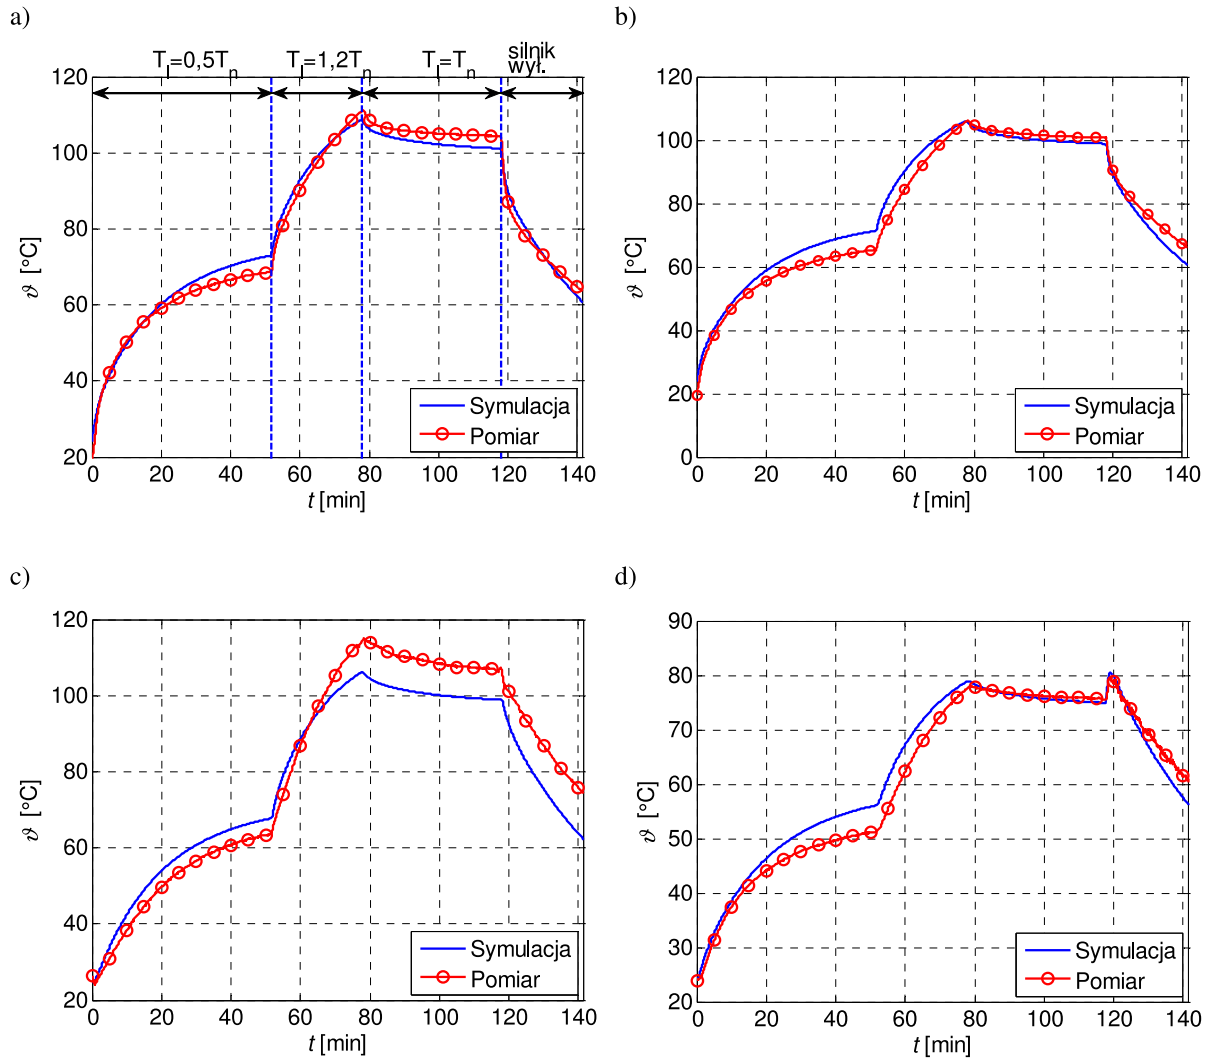 a)
T_l=0,5T_n T_l=1,2T_n T_l=T_n silnik wył.
120
100
80
60
40
20
ϑ [°C]
0 20 40 60 80 100 120 140
t [min]
Symulacja
Pomiar
b)
120
100
80
60
40
20
0
ϑ [°C]
0 20 40 60 80 100 120 140
t [min]
Symulacja
Pomiar
c)
120
100
80
60
40
20
ϑ [°C]
0 20 40 60 80 100 120 140
t [min]
Symulacja
Pomiar
d)
90
80
70
60
50
40
30
20
ϑ [°C]
0 20 40 60 80 100 120 140
t [min]
Symulacja
Pomiar